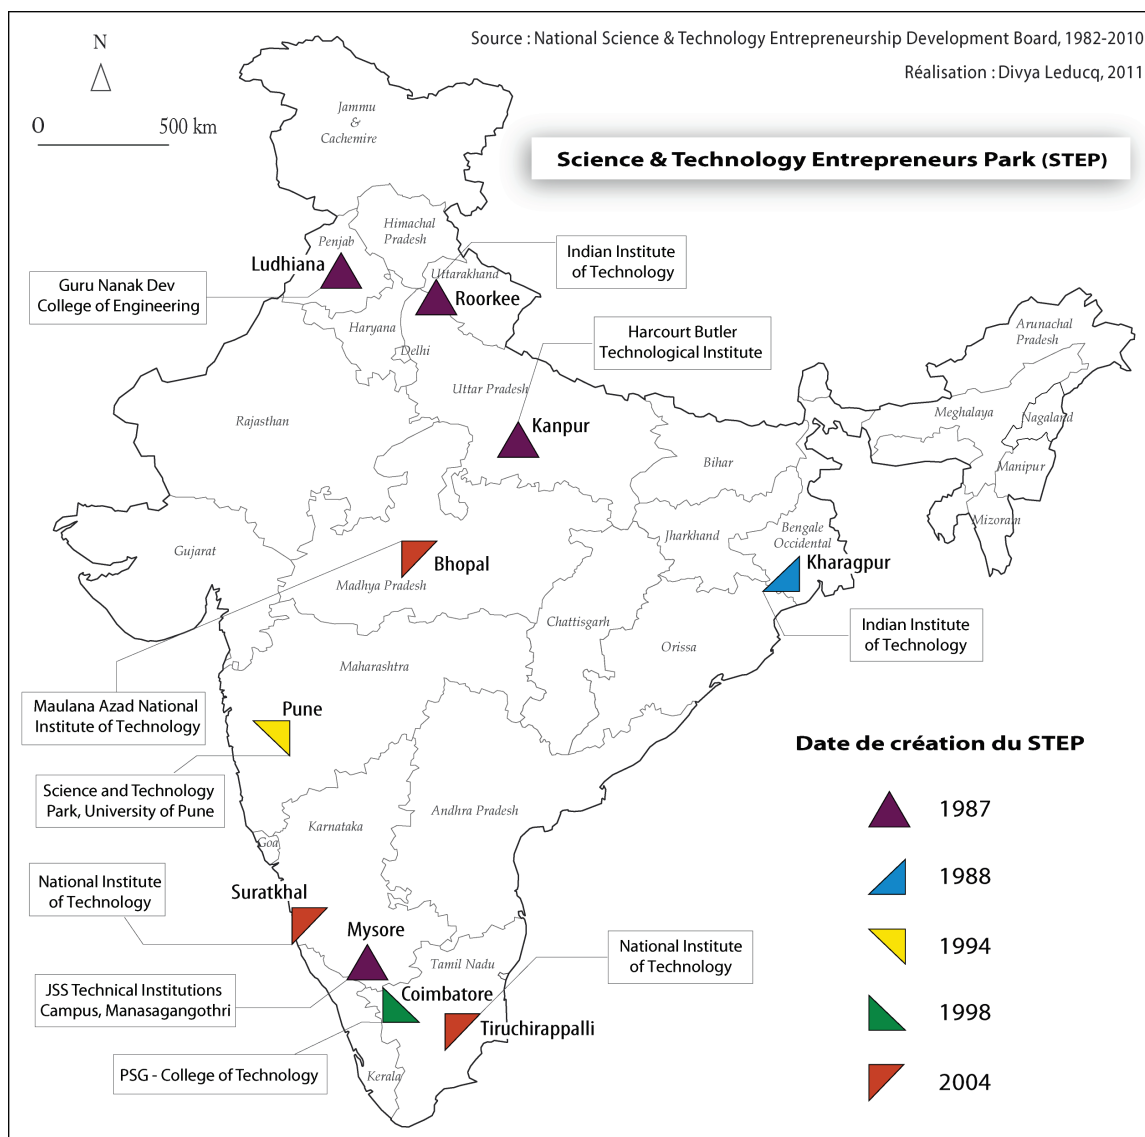 N
Source : National Science & Technology Entrepreneurship Development Board, 1982-2010
Réalisation : Divya Leducq, 2011
0
500 km
Science & Technology Entrepreneurs Park (STEP)
Jammu
&
Cachemire
Himachal
Pradesh
Penjab
Ludhiana
Guru Nanak Dev
College of Engineering
Indian Institute
of Technology
Uttarakhand
Roorkee
Haryana
Delhi
Harcourt Butler
Technological Institute
Uttar Pradesh
Kanpur
Rajasthan
Bihar
Arunachal
Pradesh
Meghalaya
Nagaland
Manipur
Mizoram
Gujarat
Bhopal
Madhya Pradesh
Jharkhand
Bengale
Occidental
Kharagpur
Indian Institute
of Technology
Chattisgarh
Orissa
Maharashtra
Maulana Azad National
Institute of Technology
Pune
Science and Technology
Park, University of Pune
Karnataka
Andhra Pradesh
Goa
National Institute
of Technology
Suratkhal
Mysore
JSS Technical Institutions
Campus, Manasagangothri
Tamil Nadu
National Institute
of Technology
Coimbatore
Tiruchirappalli
PSG - College of Technology
Kerala
Date de création du STEP
1987
1988
1994
1998
2004